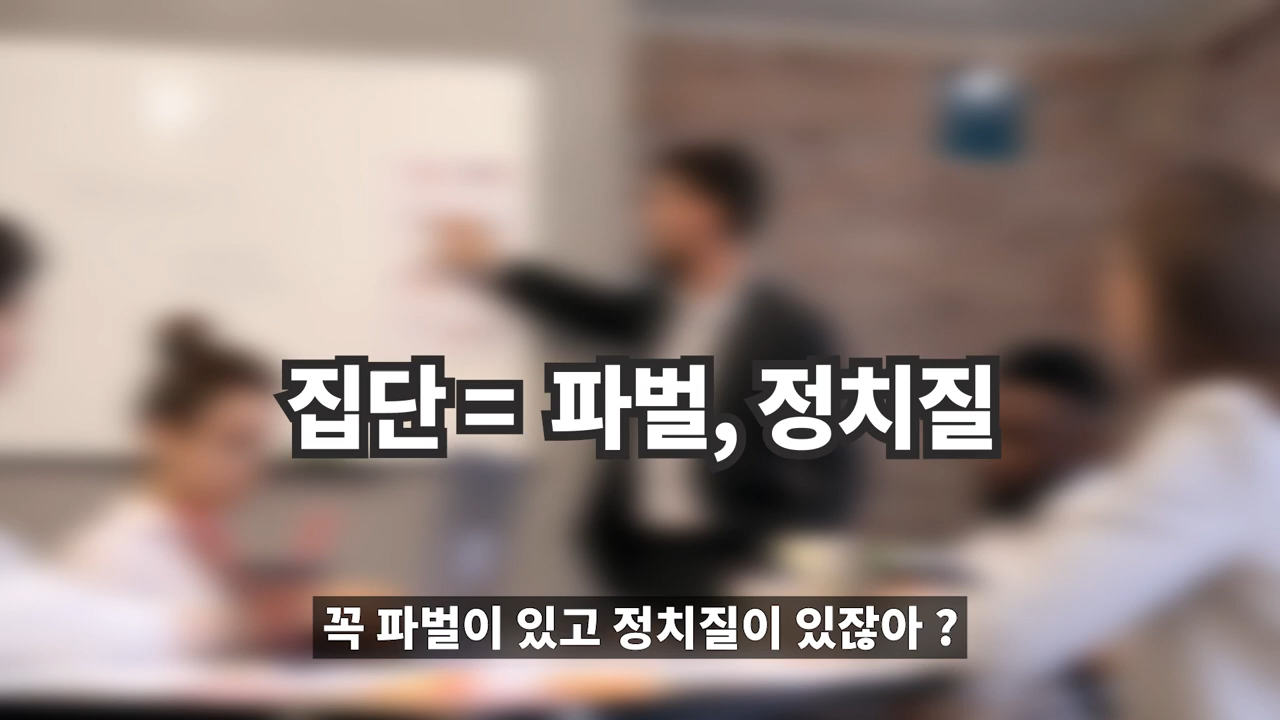 집단 = 파벌, 정치질
꼭 파벌이 있고 정치질이 있잖아 ?